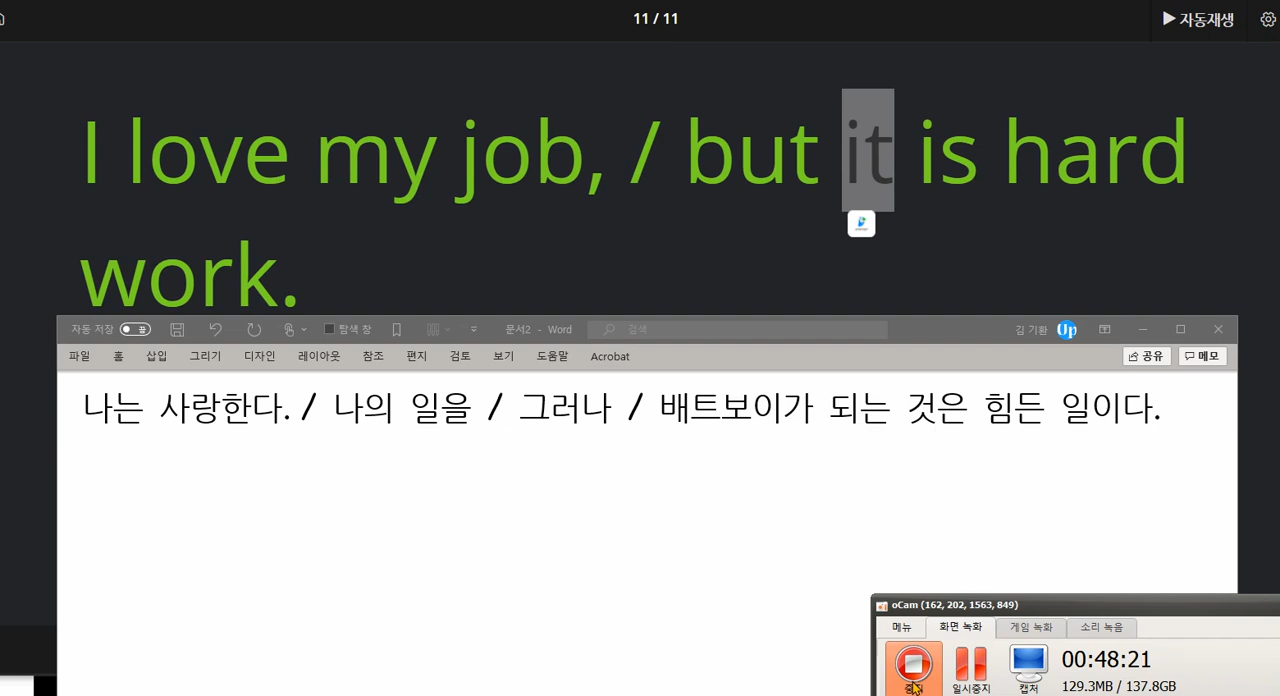 11 / 11
▶ 자동재생
I love my job, / but it is hard
work.
자동 저장 끔 탐색 창 문서2 - Word 검색 김 기환 Up
파일 홈 삽입 그리기 디자인 레이아웃 참조 편지 검토 보기 도움말 Acrobat 공유 메모
나는 사랑한다. / 나의 일을 / 그러나 / 배트보이가 되는 것은 힘든 일이다.
oCam (162, 202, 1563, 849)
메뉴 화면 녹화 게임 녹화 소리 녹음
00:48:21
일시중지 캡처 129.3MB / 137.8GB